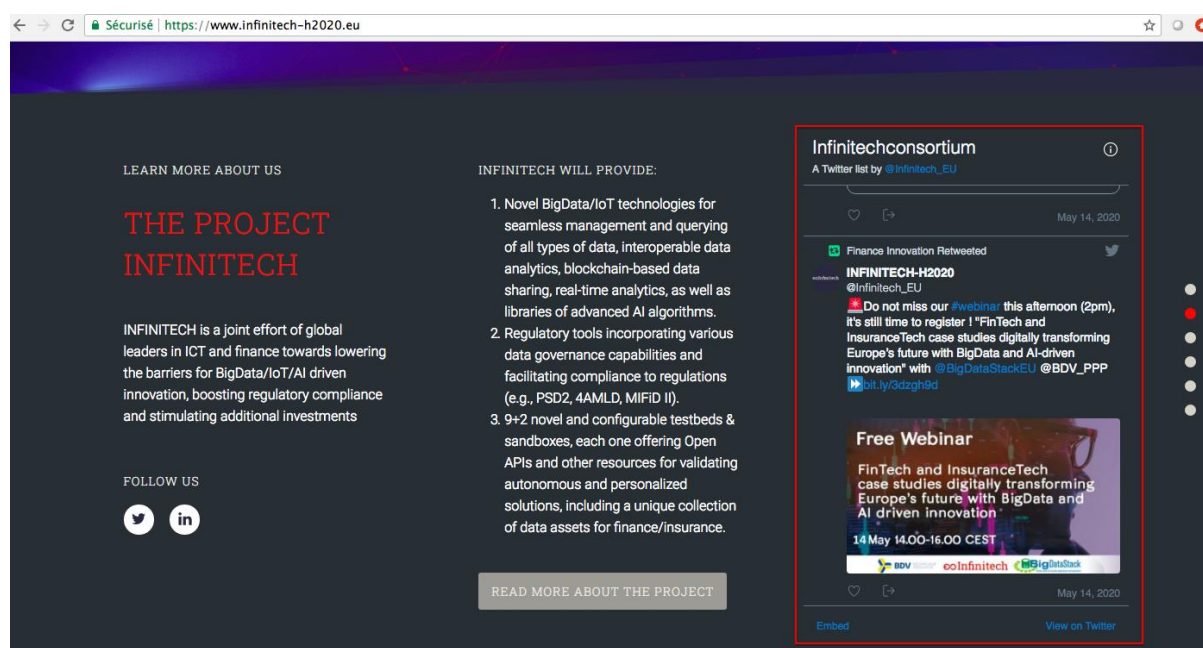 Sécurisé | https://www.infinitech-h2020.eu
LEARN MORE ABOUT US
THE PROJECT
INFINITECH
INFINITECH is a joint effort of global
leaders in ICT and finance towards lowering
the barriers for BigData/IoT/AI driven
innovation, boosting regulatory compliance
and stimulating additional investments
FOLLOW US
in
INFINITECH WILL PROVIDE:
1. Novel BigData/IoT technologies for
seamless management and querying
of all types of data, interoperable data
analytics, blockchain-based data
sharing, real-time analytics, as well as
libraries of advanced AI algorithms.
2. Regulatory tools incorporating various
data governance capabilities and
facilitating compliance to regulations
(e.g., PSD2, 4AMLD, MIFiD II).
3. 9+2 novel and configurable testbeds &
sandboxes, each one offering Open
APIs and other resources for validating
autonomous and personalized
solutions, including a unique collection
of data assets for finance/insurance.
READ MORE ABOUT THE PROJECT
Infinitechconsortium
A Twitter list by @Infinitech_EU
May 14, 2020
Finance Innovation Retweeted
INFINITECH-H2020
@Infinitech_EU
🚨Do not miss our #webinar this afternoon (2pm),
it's still time to register ! "FinTech and
InsuranceTech case studies digitally transforming
Europe's future with BigData and AI-driven
innovation" with @BigDataStackEU @BDV_PPP
⏩bit.ly/3dzgh9d
Free Webinar
FinTech and InsuranceTech
case studies digitally transforming
Europe's future with BigData and
AI driven innovation
14 May 14.00-16.00 CEST
BDV Infinitech BigDataStack
May 14, 2020
Embed View on Twitter